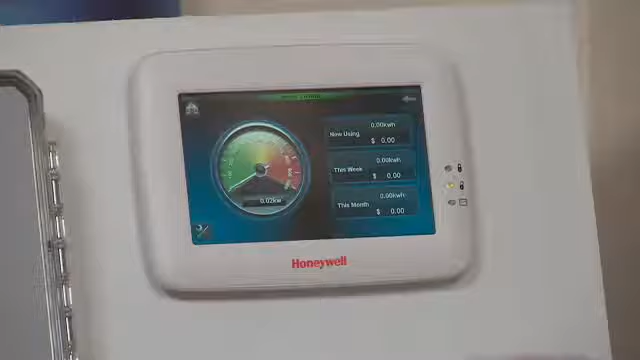 0.00kwh
Now Using
$ 0.00
0.00kwh
This Week
$ 0.00
0.00kwh
This Month
$ 0.00
0.02kw
Honeywell